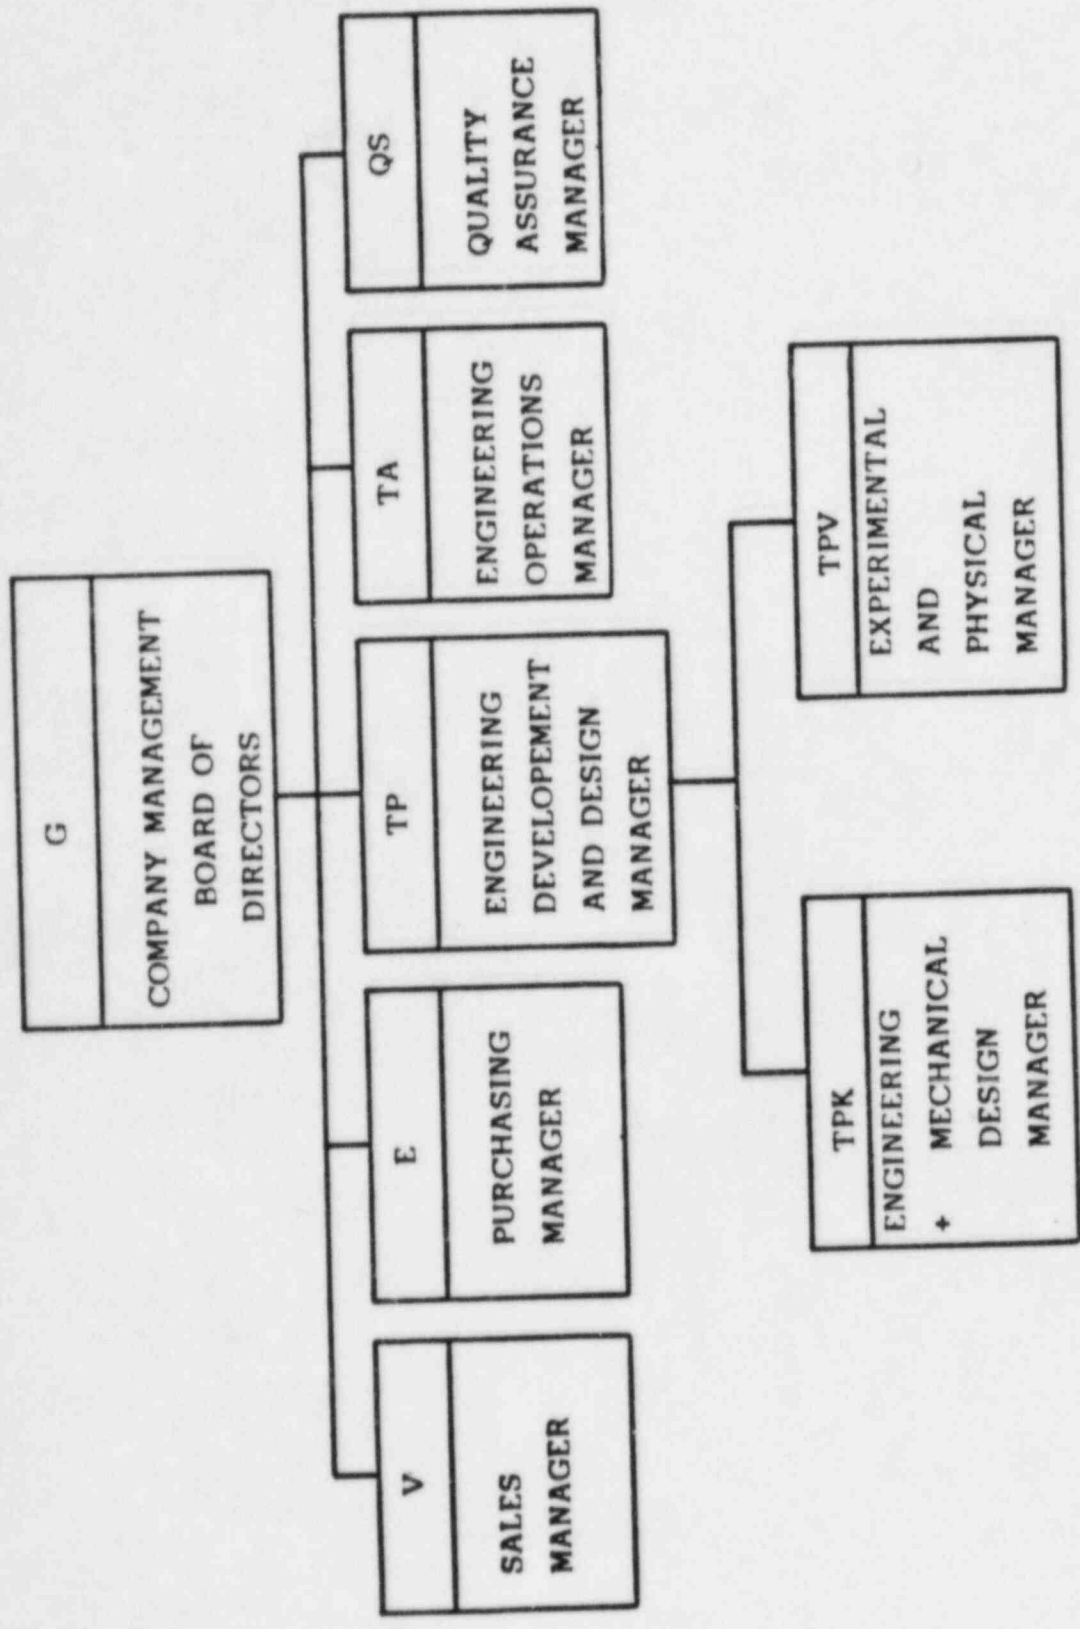 G
COMPANY MANAGEMENT
BOARD OF
DIRECTORS
V
SALES
MANAGER
E
PURCHASING
MANAGER
TP
ENGINEERING
DEVELOPEMENT
AND DESIGN
MANAGER
TA
ENGINEERING
OPERATIONS
MANAGER
QS
QUALITY
ASSURANCE
MANAGER
TPK
ENGINEERING
+ MECHANICAL
DESIGN
MANAGER
TPV
EXPERIMENTAL
AND
PHYSICAL
MANAGER